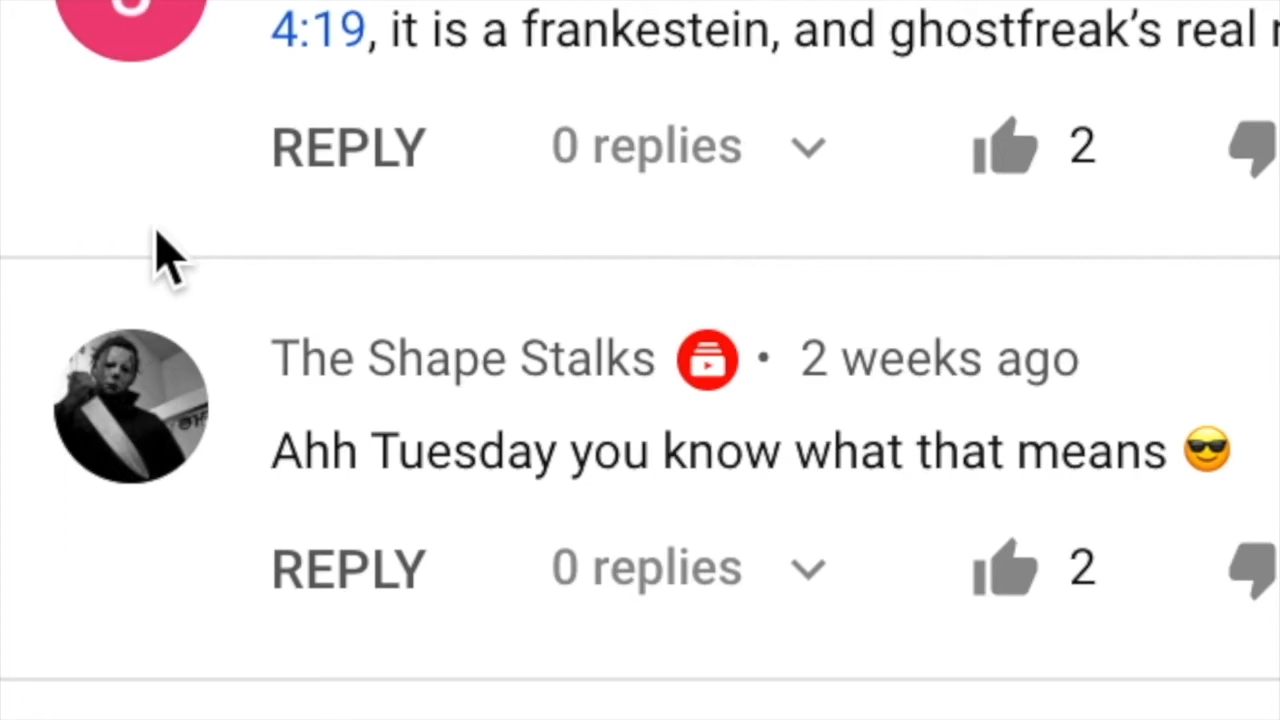 4:19, it is a frankestein, and ghostfreak’s real
REPLY 0 replies 2
The Shape Stalks • 2 weeks ago
Ahh Tuesday you know what that means 😎
REPLY 0 replies 2